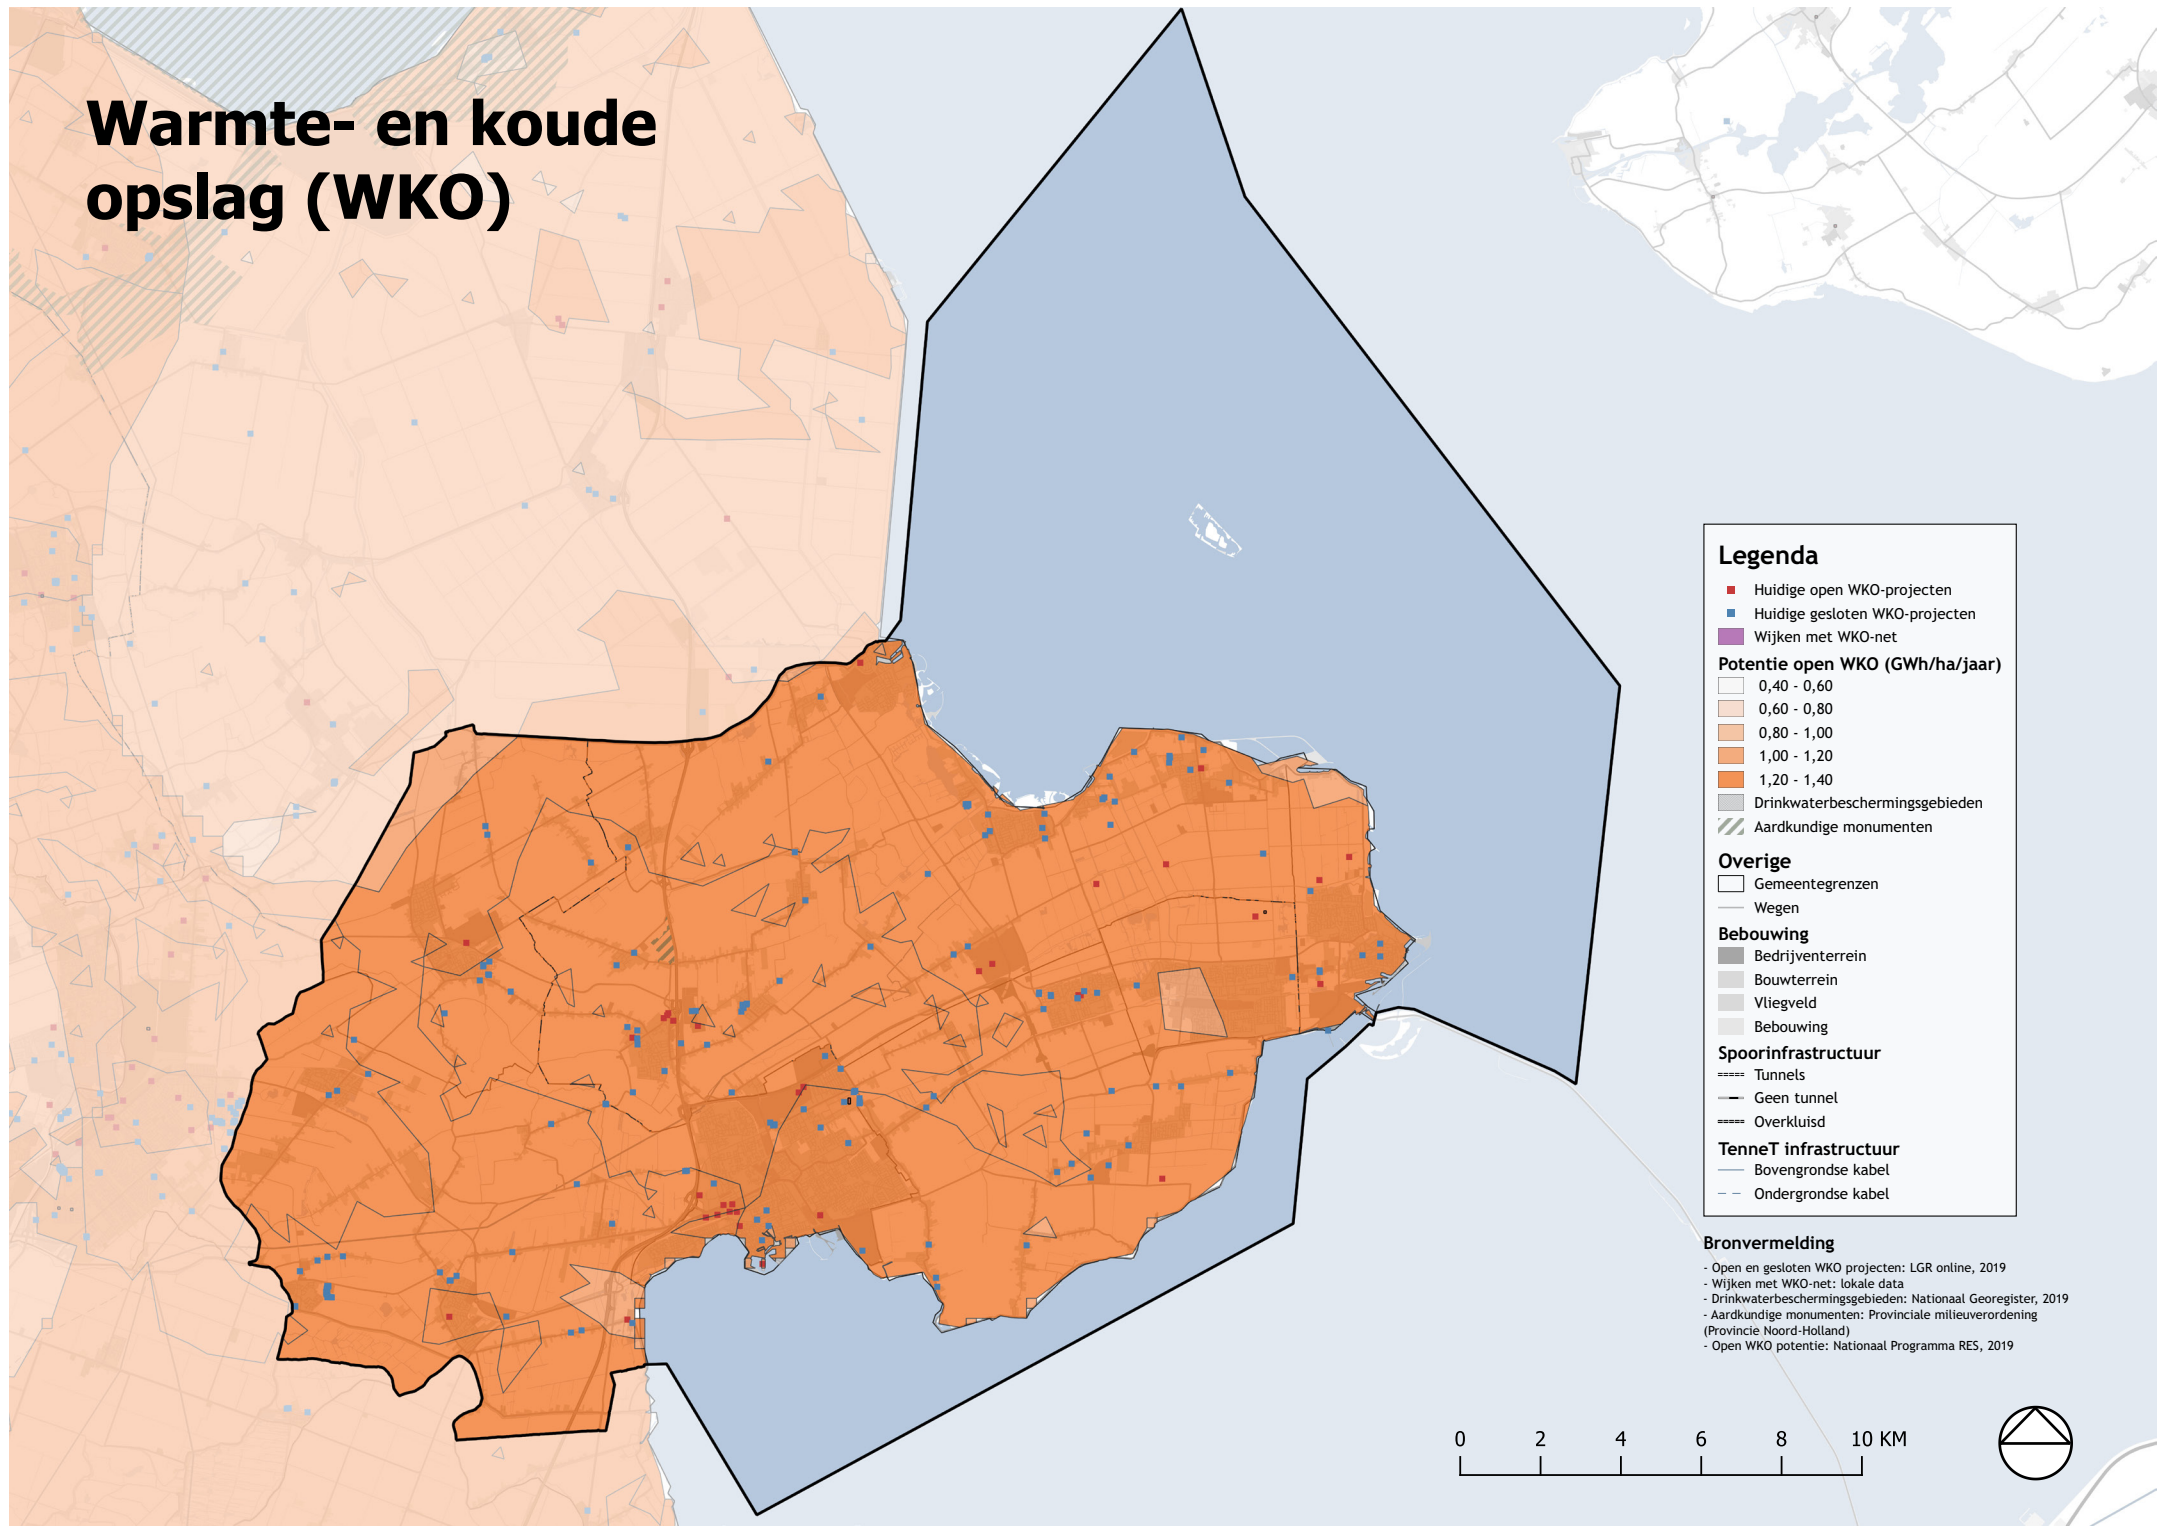 Warmte- en koude
opslag (WKO)
Legenda
Huidige open WKO-projecten
Huidige gesloten WKO-projecten
Wijken met WKO-net
Potentie open WKO (GWh/ha/jaar)
0,40 - 0,60
0,60 - 0,80
0,80 - 1,00
1,00 - 1,20
1,20 - 1,40
Drinkwaterbeschermingsgebieden
Aardkundige monumenten
Overige
Gemeentegrenzen
Wegen
Bebouwing
Bedrijventerrein
Bouwterrein
Vliegveld
Bebouwing
Spoorinfrastructuur
Tunnels
Geen tunnel
Overkluisd
TenneT infrastructuur
Bovengrondse kabel
Ondergrondse kabel
Bronvermelding
- Open en gesloten WKO projecten: LGR online, 2019
- Wijken met WKO-net: lokale data
- Drinkwaterbeschermingsgebieden: Nationaal Georegister, 2019
- Aardkundige monumenten: Provinciale milieuverordening
(Provincie Noord-Holland)
- Open WKO potentie: Nationaal Programma RES, 2019
0 2 4 6 8 10 KM